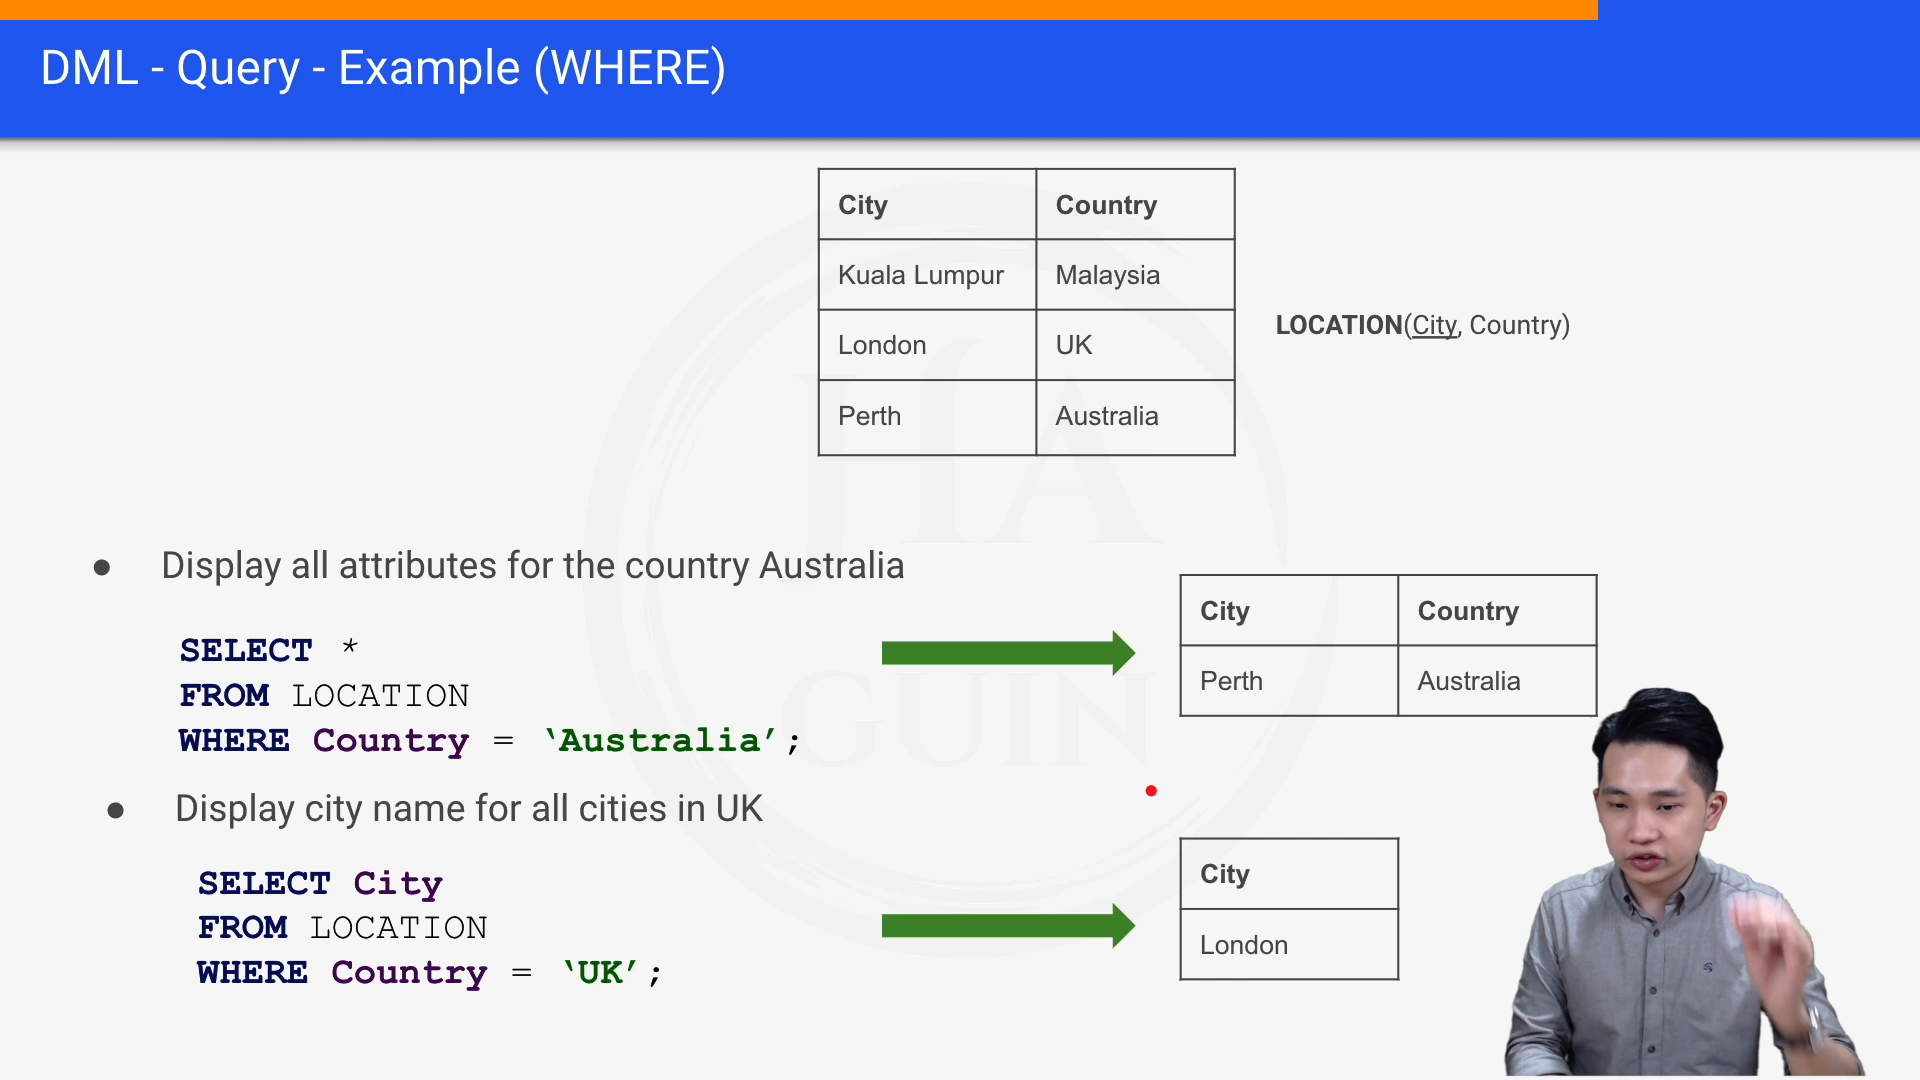 DML - Query - Example (WHERE)
City Country
Kuala Lumpur Malaysia
London UK
Perth Australia
LOCATION(City, Country)
● Display all attributes for the country Australia
SELECT *
FROM LOCATION
WHERE Country = ‘Australia’;
City Country
Perth Australia
● Display city name for all cities in UK
SELECT City
FROM LOCATION
WHERE Country = ‘UK’;
City
London
HA
GUIN